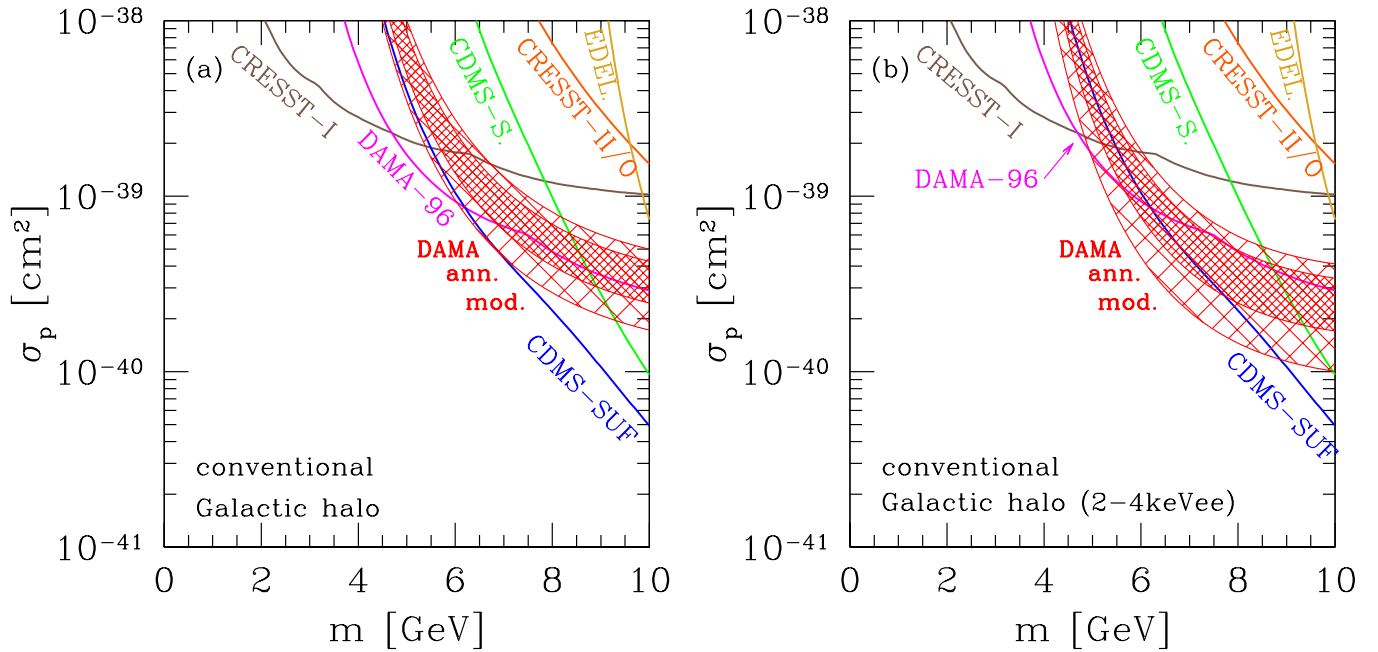 (a)
CRESST-I
CDMS-S.
CRESST-II/O
EDEL.
DAMA-96
DAMA
ann.
mod.
CDMS-SUF
conventional
Galactic halo
10⁻³⁸
10⁻³⁹
10⁻⁴⁰
10⁻⁴¹
σₚ [cm²]
0 2 4 6 8 10
m [GeV]
(b)
CRESST-I
CDMS-S.
CRESST-II/O
EDEL.
DAMA-96
DAMA
ann.
mod.
CDMS-SUF
conventional
Galactic halo (2-4keVee)
10⁻³⁸
10⁻³⁹
10⁻⁴⁰
10⁻⁴¹
σₚ [cm²]
0 2 4 6 8 10
m [GeV]